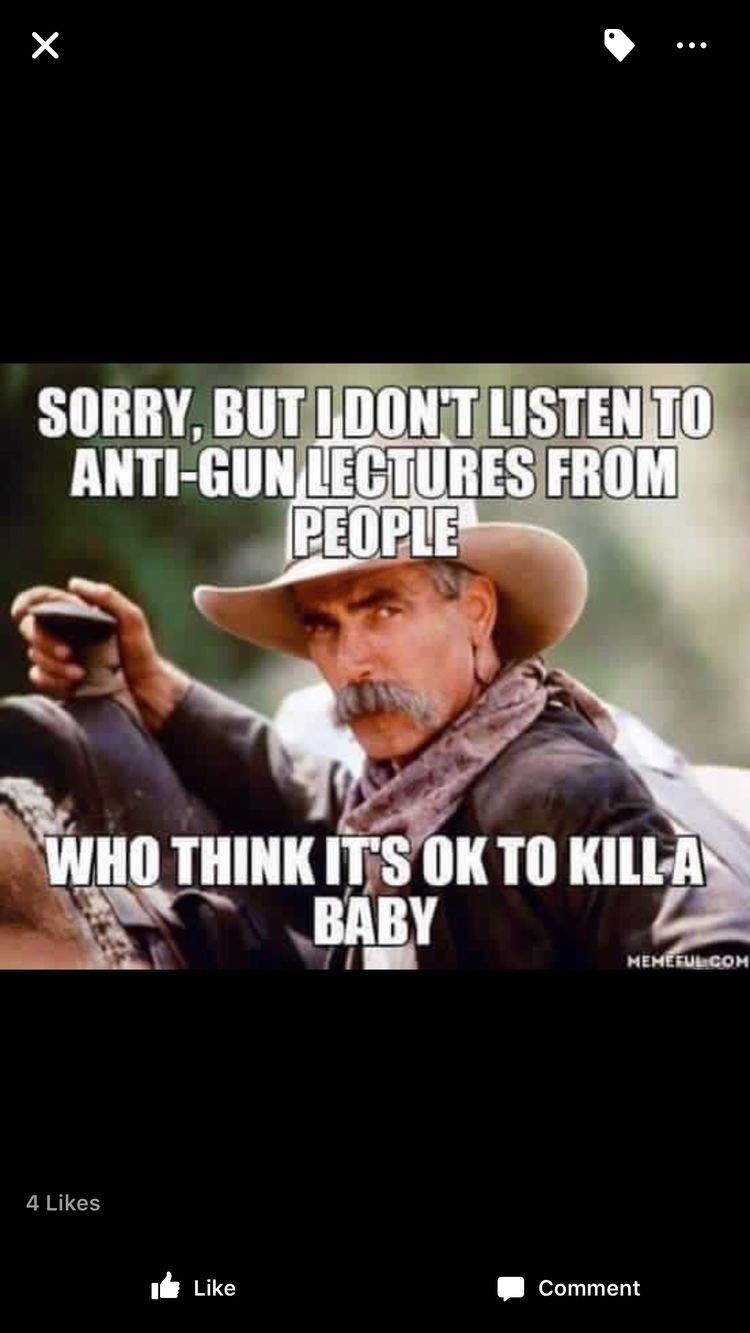 SORRY, BUT I DON'T LISTEN TO
ANTI-GUN LECTURES FROM
PEOPLE
WHO THINK IT'S OK TO KILL A
BABY
MEMEFUL.COM
4 Likes
Like
Comment